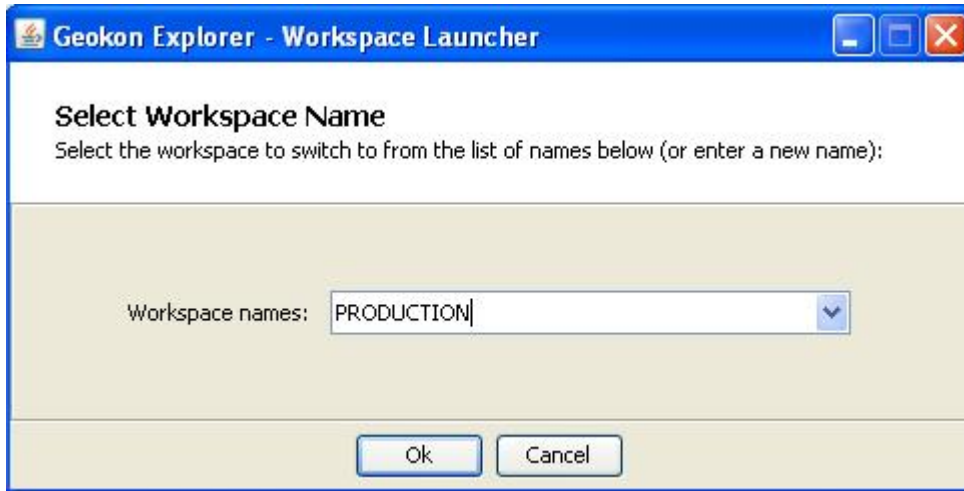 Geokon Explorer - Workspace Launcher
Select Workspace Name
Select the workspace to switch to from the list of names below (or enter a new name):
Workspace names: PRODUCTION
Ok Cancel